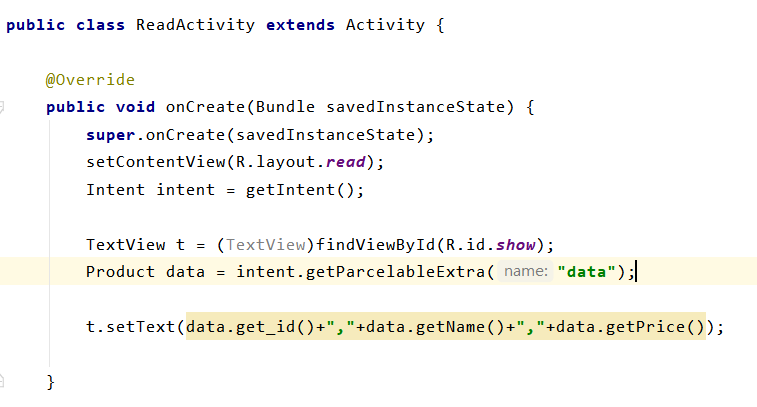 public class ReadActivity extends Activity {
@Override
public void onCreate(Bundle savedInstanceState) {
super.onCreate(savedInstanceState);
setContentView(R.layout.read);
Intent intent = getIntent();
TextView t = (TextView)findViewById(R.id.show);
Product data = intent.getParcelableExtra( name: "data");
t.setText(data.get_id()+","+data.getName()+","+data.getPrice());
}